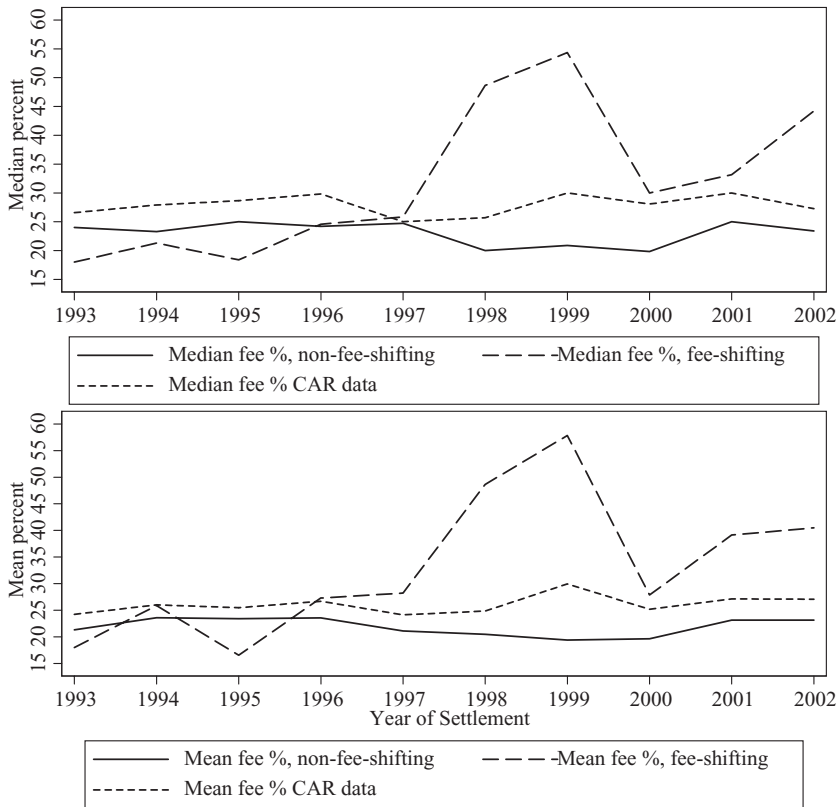 Median percent
60
55
50
45
40
35
30
25
20
15
1993 1994 1995 1996 1997 1998 1999 2000 2001 2002
Median fee %, non-fee-shifting Median fee %, fee-shifting
Median fee % CAR data
Mean percent
60
55
50
45
40
35
30
25
20
15
1993 1994 1995 1996 1997 1998 1999 2000 2001 2002
Year of Settlement
Mean fee %, non-fee-shifting Mean fee %, fee-shifting
Mean fee % CAR data